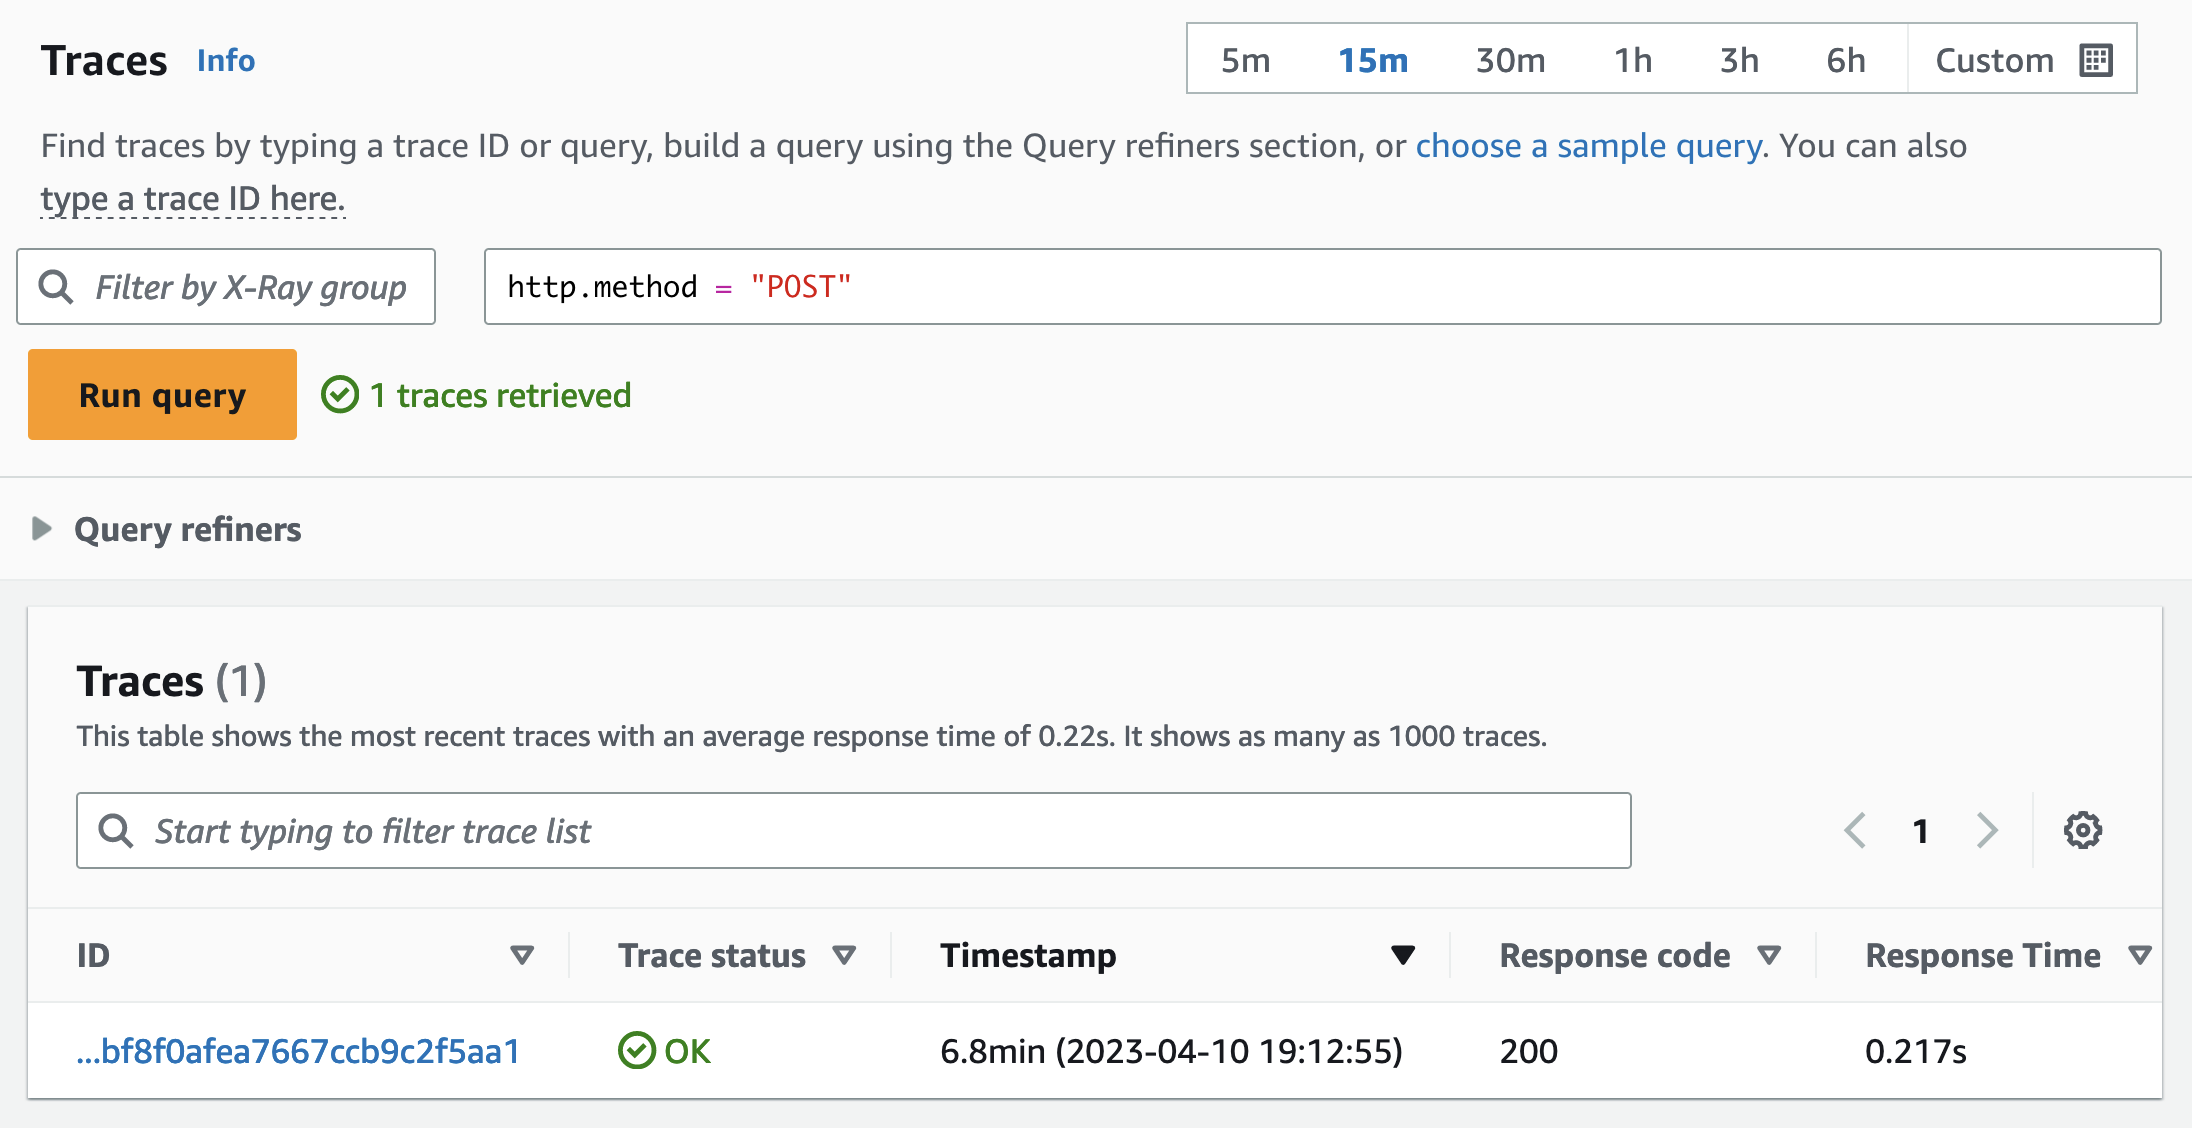 Traces Info
5m 15m 30m 1h 3h 6h Custom
Find traces by typing a trace ID or query, build a query using the Query refiners section, or choose a sample query. You can also
type a trace ID here.
Filter by X-Ray group
http.method = "POST"
Run query
1 traces retrieved
Query refiners
Traces (1)
This table shows the most recent traces with an average response time of 0.22s. It shows as many as 1000 traces.
Start typing to filter trace list
1
ID Trace status Timestamp Response code Response Time
...bf8f0afea7667ccb9c2f5aa1 OK 6.8min (2023-04-10 19:12:55) 200 0.217s